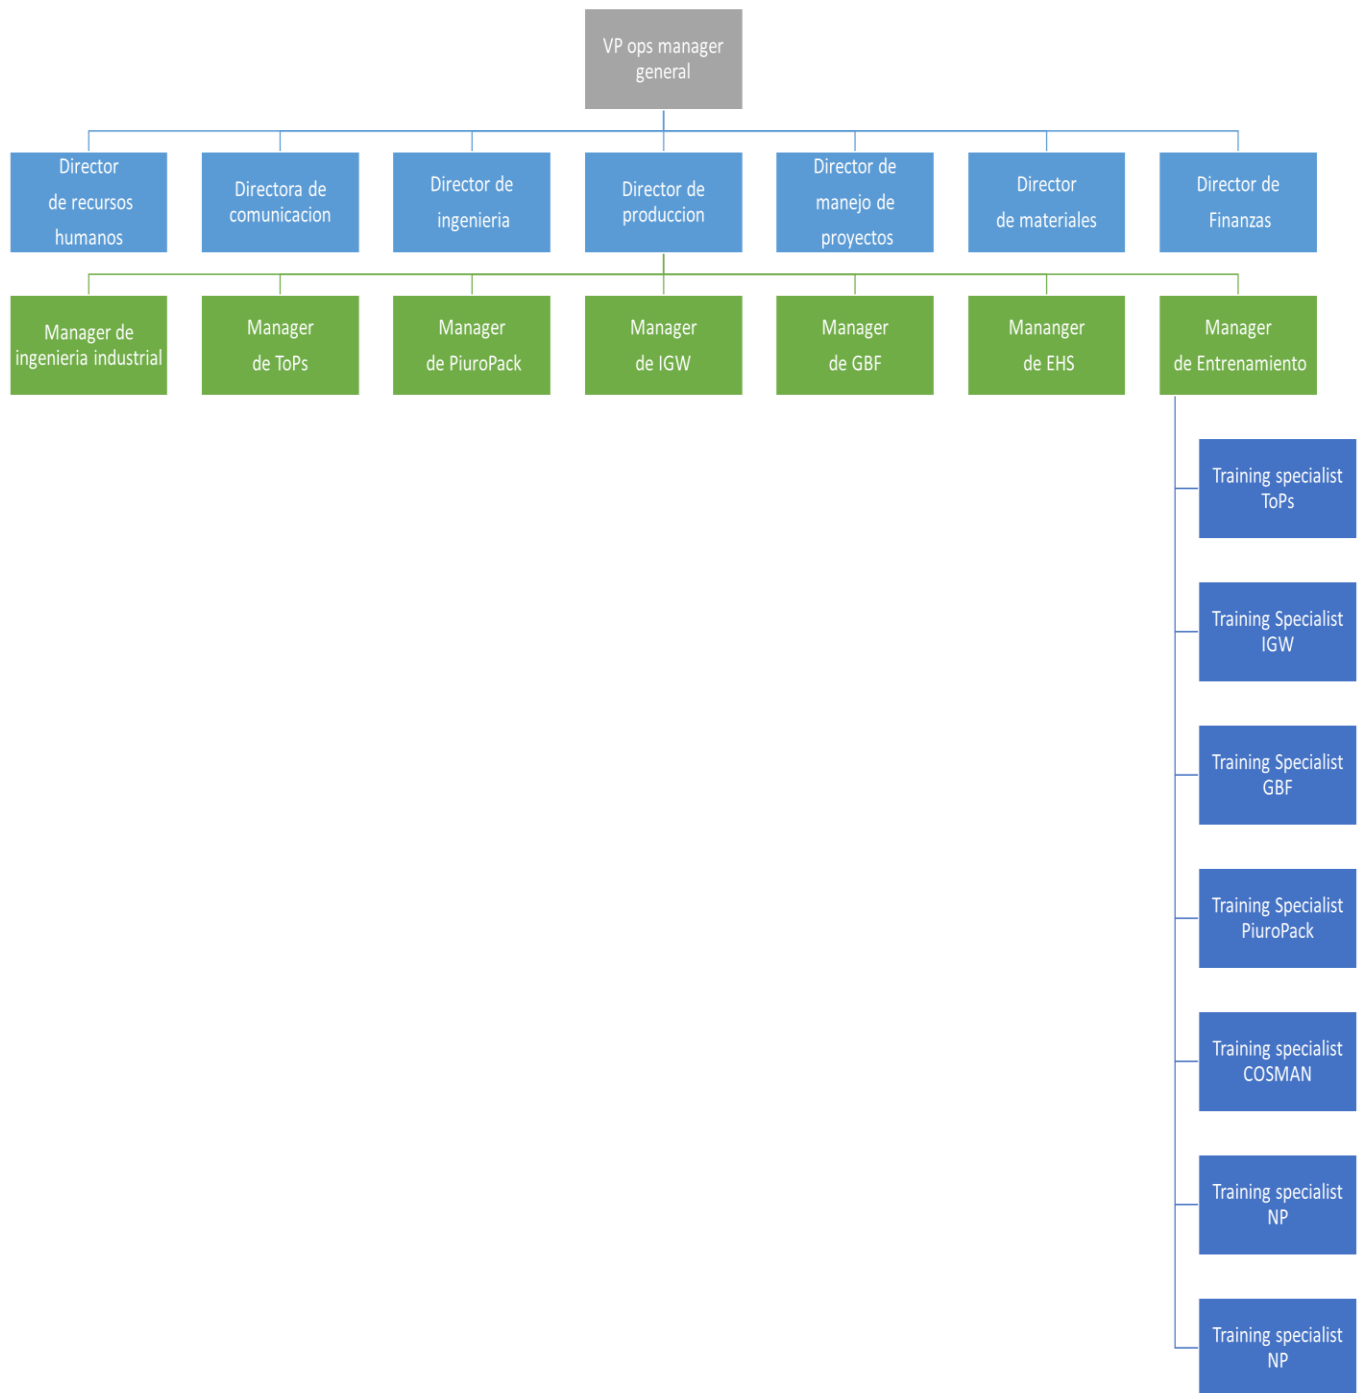 VP ops manager
general
Director
de recursos
humanos
Directora de
comunicacion
Director de
ingenieria
Director de
produccion
Director de
manejo de
proyectos
Director
de materiales
Director de
Finanzas
Manager de
ingenieria industrial
Manager
de ToPs
Manager
de PiuroPack
Manager
de IGW
Manager
de GBF
Mananger
de EHS
Manager
de Entrenamiento
Training specialist
ToPs
Training Specialist
IGW
Training Specialist
GBF
Training Specialist
PiuroPack
Training specialist
COSMAN
Training specialist
NP
Training specialist
NP